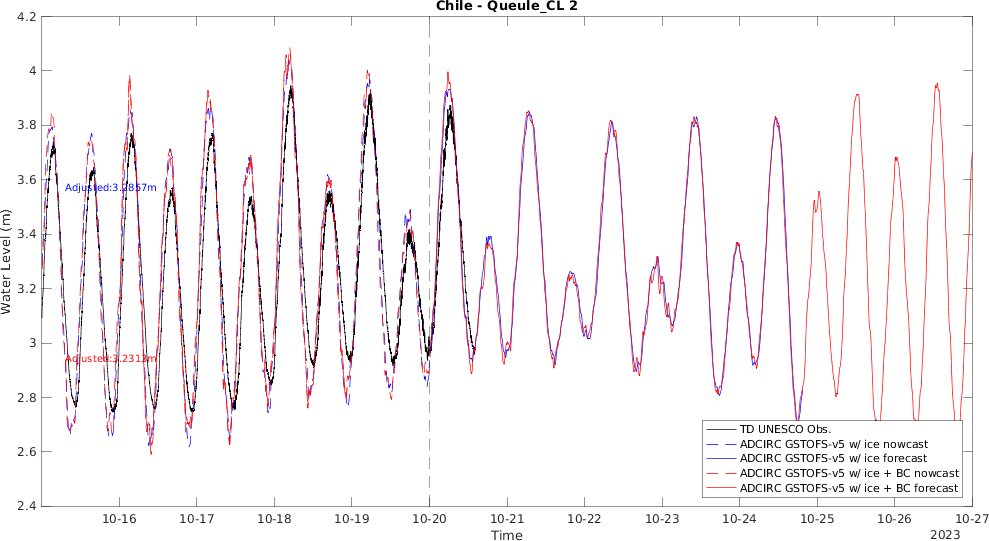 Chile - Queule_CL 2
4.2
4
3.8
3.6
3.4
3.2
3
2.8
2.6
2.4
Water Level (m)
Adjusted:3.2857m
Adjusted:3.2313m
TD UNESCO Obs.
ADCIRC GSTOFS-v5 w/ ice nowcast
ADCIRC GSTOFS-v5 w/ ice forecast
ADCIRC GSTOFS-v5 w/ ice + BC nowcast
ADCIRC GSTOFS-v5 w/ ice + BC forecast
10-16 10-17 10-18 10-19 10-20 10-21 10-22 10-23 10-24 10-25 10-26 10-27
Time
2023